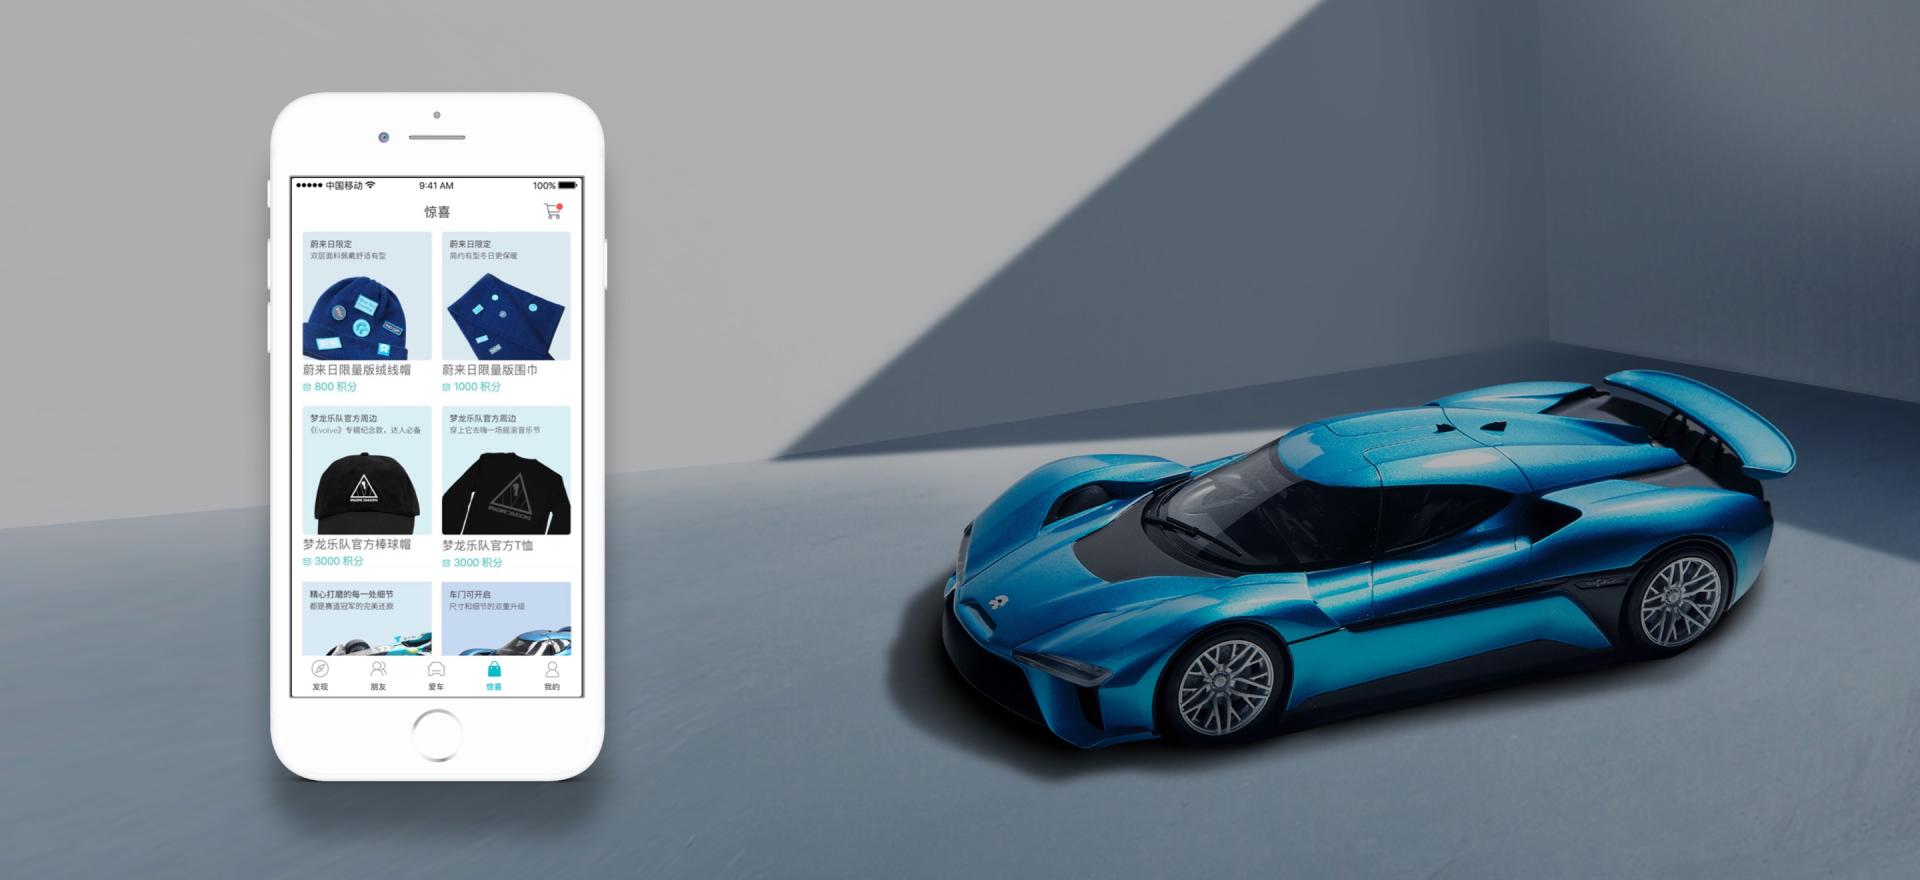 中国移动 9:41 AM 100%
惊喜
蔚来日限定
双层面料佩戴舒适有型
蔚来日限量版绒线帽
800 积分
蔚来日限定
简约有型冬日更保暖
蔚来日限量版围巾
1000 积分
梦龙乐队官方周边
《Evolve》专辑纪念款，达人必备
IMAGINE DRAGONS
梦龙乐队官方棒球帽
3000 积分
梦龙乐队官方周边
穿上它去嗨一场摇滚音乐节
IMAGINE DRAGONS
梦龙乐队官方T恤
3000 积分
精心打磨的每一处细节
都是赛道冠军的完美还原
车门可开启
尺寸和细节的双重升级
发现 朋友 爱车 惊喜 我的